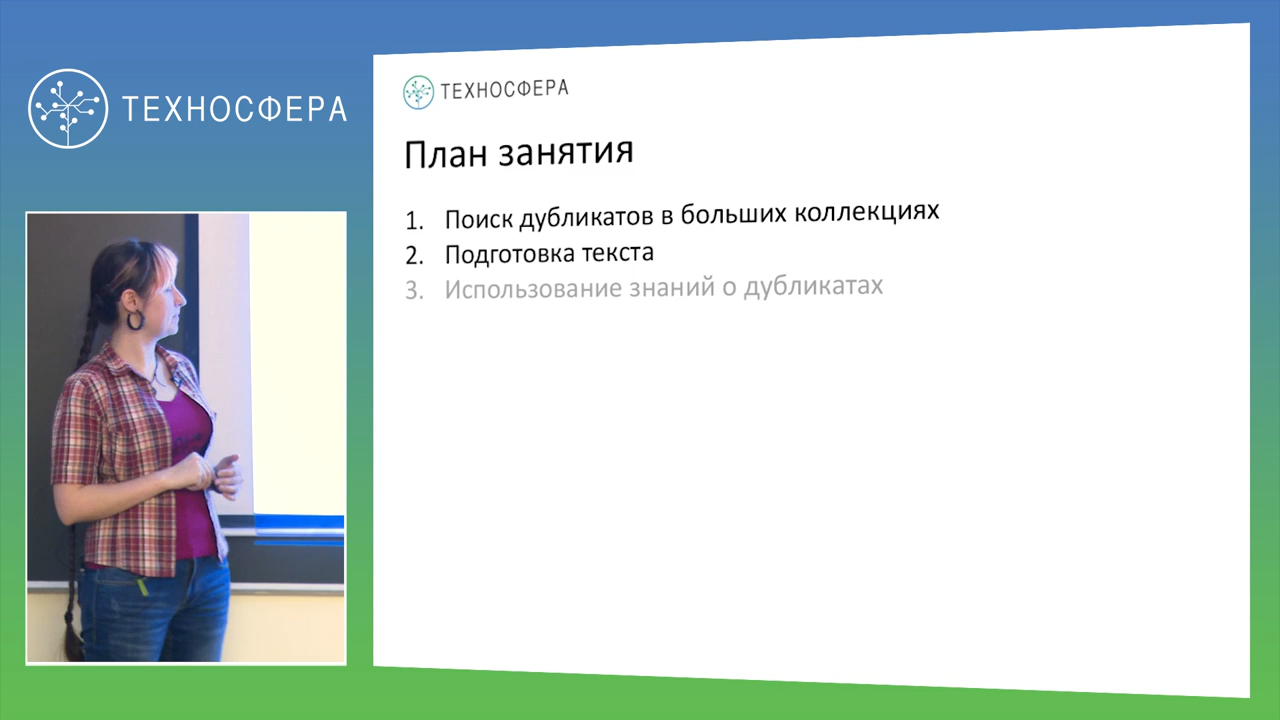 ТЕХНОСФЕРА
ТЕХНОСФЕРА
План занятия
1. Поиск дубликатов в больших коллекциях
2. Подготовка текста
3. Использование знаний о дубликатах